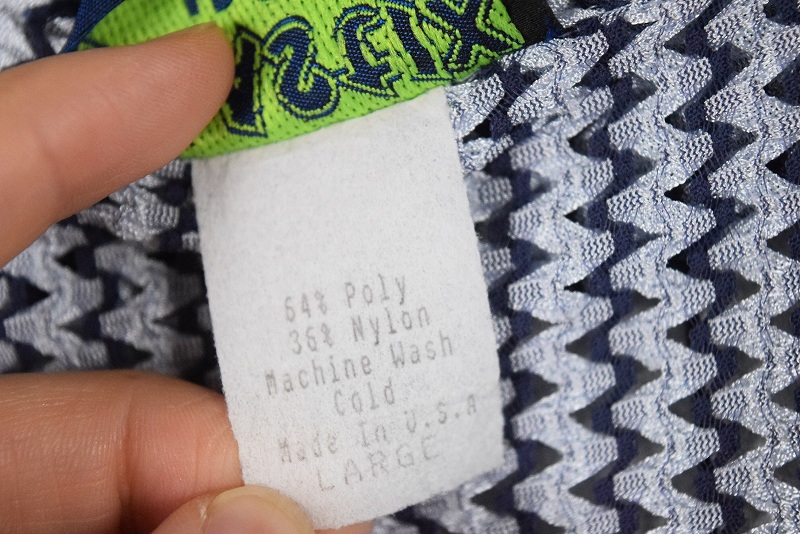 64% Poly
36% Nylon
Machine Wash
Cold
Made In U.S.A
LARGE